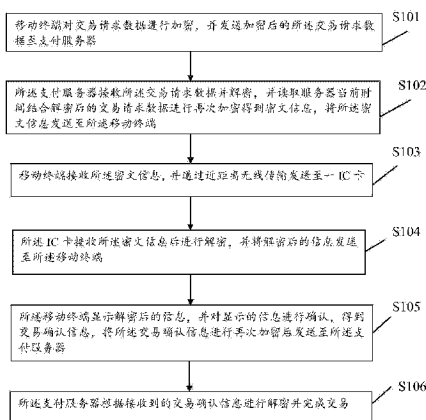 S101
移动终端对交易请求数据进行加密，并发送加密后的所述交易请求数
据至支付服务器
S102
所述支付服务器接收所述交易请求数据并解密，并读取服务器当前时
间结合解密后的交易请求数据进行再次加密得到密文信息，将所述密
文信息发送至所述移动终端
S103
移动终端接收所述密文信息，并通过近距离无线传输发送至一 IC 卡
S104
所述 IC 卡接收所述密文信息后进行解密，并将解密后的信息发送
至所述移动终端
S105
所述移动终端显示解密后的信息，并对显示的信息进行确认，得到
交易确认信息，将所述交易确认信息进行再次加密后发送至所述支
付服务器
S106
所述支付服务器根据接收到的交易确认信息进行解密并完成交易